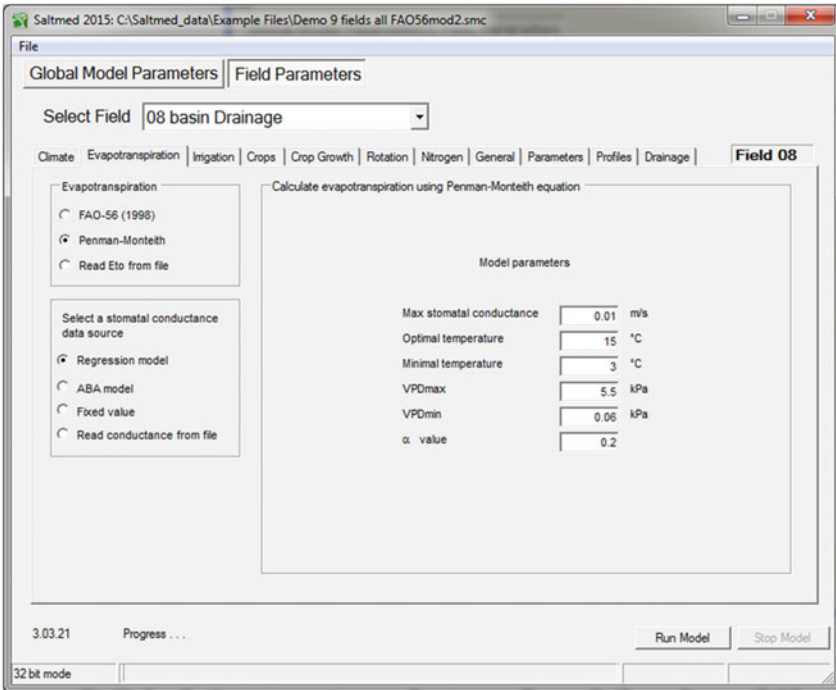 Saltmed 2015: C:\Saltmed_data\Example Files\Demo 9 fields all FAO56mod2.smc
File
Global Model Parameters Field Parameters
Select Field 08 basin Drainage
Climate Evapotranspiration Irrigation Crops Crop Growth Rotation Nitrogen General Parameters Profiles Drainage Field 08
Evapotranspiration
FAO-56 (1998)
Penman-Monteith
Read Eto from file
Select a stomatal conductance
data source
Regression model
ABA model
Fixed value
Read conductance from file
Calculate evapotranspiration using Penman-Monteith equation
Model parameters
Max stomatal conductance 0.01 m/s
Optimal temperature 15 °C
Minimal temperature 3 °C
VPDmax 5.5 kPa
VPDmin 0.06 kPa
α value 0.2
3.03.21 Progress . . . Run Model Stop Model
32 bit mode